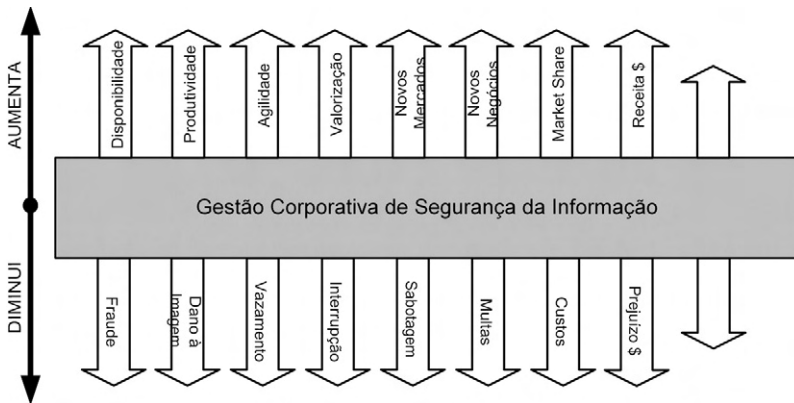 AUMENTA
Disponibilidade
Produtividade
Agilidade
Valorização
Novos
Mercados
Novos
Negócios
Market Share
Receita $
Gestão Corporativa de Segurança da Informação
DIMINUI
Fraude
Dano à
Imagem
Vazamento
Interrupção
Sabotagem
Multas
Custos
Prejuízo $